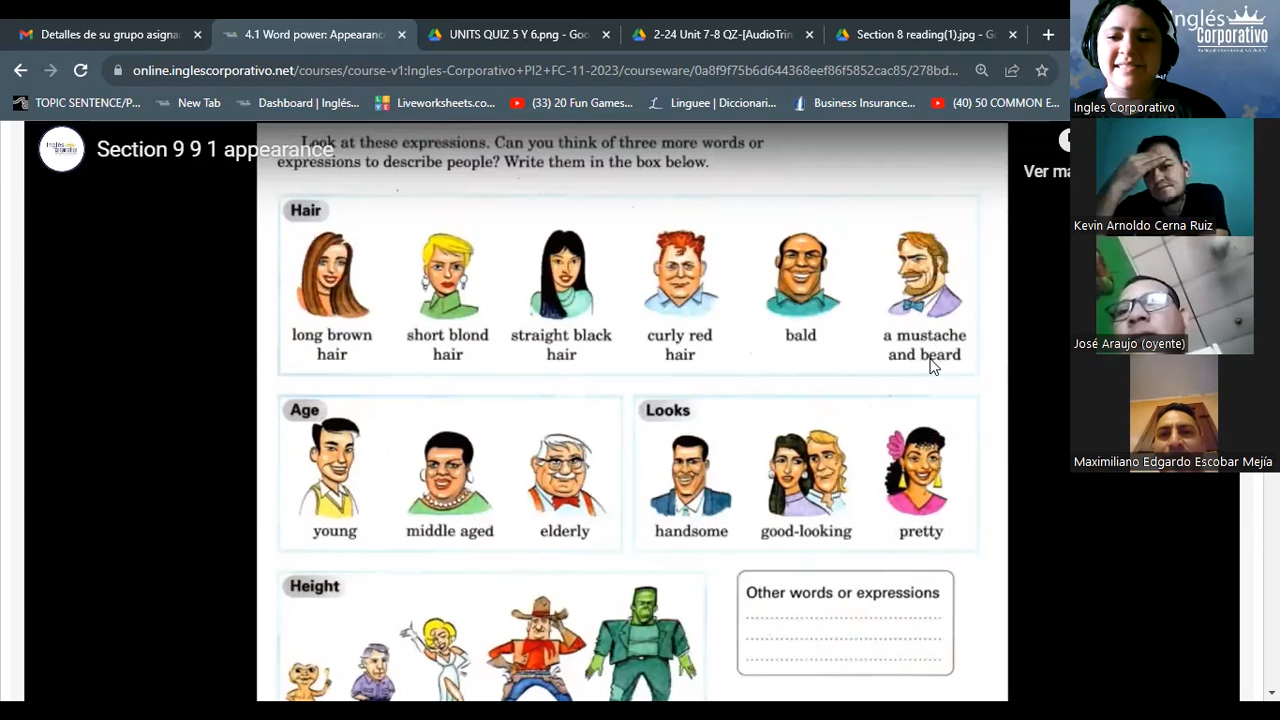 Detalles de su grupo asigna
4.1 Word power: Appearanc
UNITS QUIZ 5 Y 6.png - Goo
2-24 Unit 7-8 QZ-[AudioTrim
Section 8 reading(1).jpg - G
online.inglescorporativo.net/courses/course-v1:Ingles-Corporativo+PI2+FC-11-2023/courseware/0a8f9f75b6d644368eef86f5852cac85/278bd...
TOPIC SENTENCE/P...
New Tab
Dashboard | Inglés...
Liveworksheets.co...
(33) 20 Fun Games...
Linguee | Diccionari...
Business Insurance...
(40) 50 COMMON E...
Section 9 9 1 appearance
Ver má
Look at these expressions. Can you think of three more words or
expressions to describe people? Write them in the box below.
Hair
long brown
hair
short blond
hair
straight black
hair
curly red
hair
bald
a mustache
and beard
Age
young
middle aged
elderly
Looks
handsome
good-looking
pretty
Height
Other words or expressions
Inglés
Corporativo
Ingles Corporativo
Kevin Arnoldo Cerna Ruiz
José Araujo (oyente)
Maximiliano Edgardo Escobar Mejía